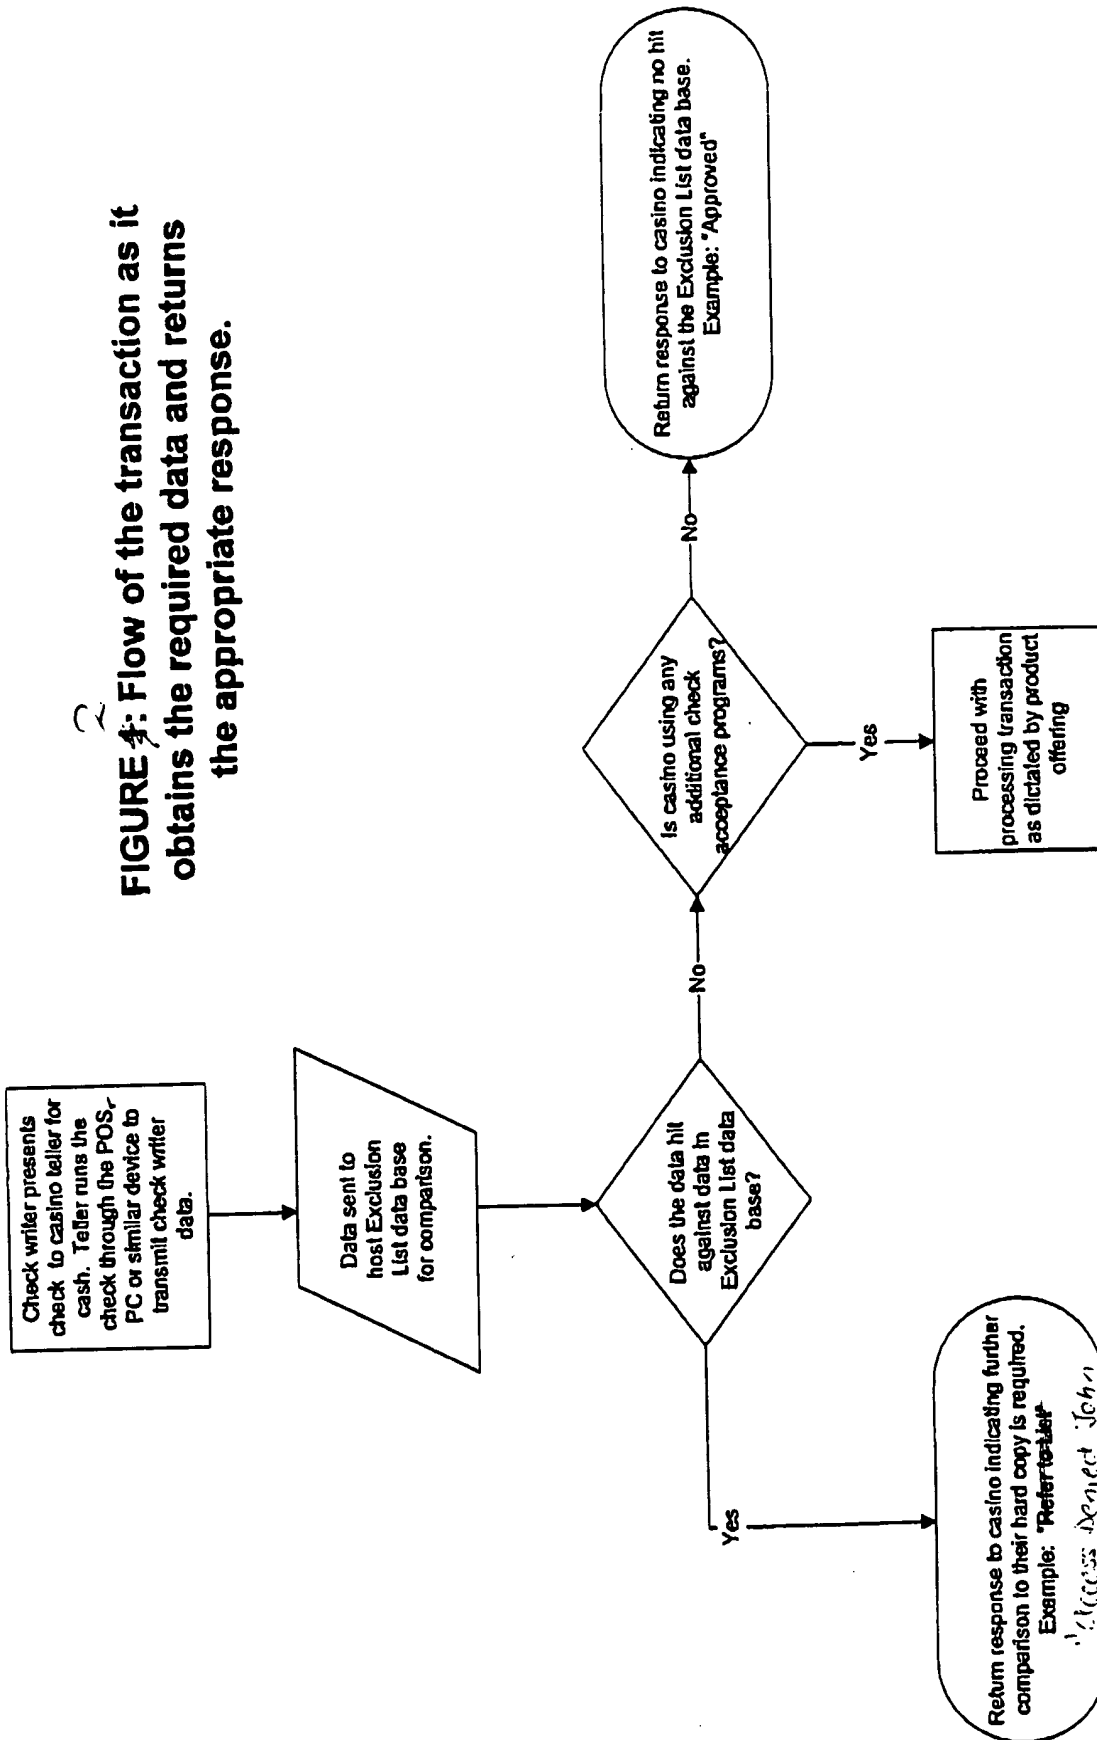 FIGURE 2: Flow of the transaction as it
obtains the required data and returns
the appropriate response.
Check writer presents
check to casino teller for
cash. Teller runs the
check through the POS,
PC or similar device to
transmit check writer
data.
Data sent to
host Exclusion
List data base
for comparison.
Does the data hit
against data in
Exclusion List data
base?
No
Is casino using any
additional check
acceptance programs?
No
Return response to casino indicating no hit
against the Exclusion List data base.
Example: "Approved"
Yes
Proceed with
processing transaction
as dictated by product
offering
Yes
Return response to casino indicating further
comparison to their hard copy is required.
Example: "Refer to List"
"Access Denied John